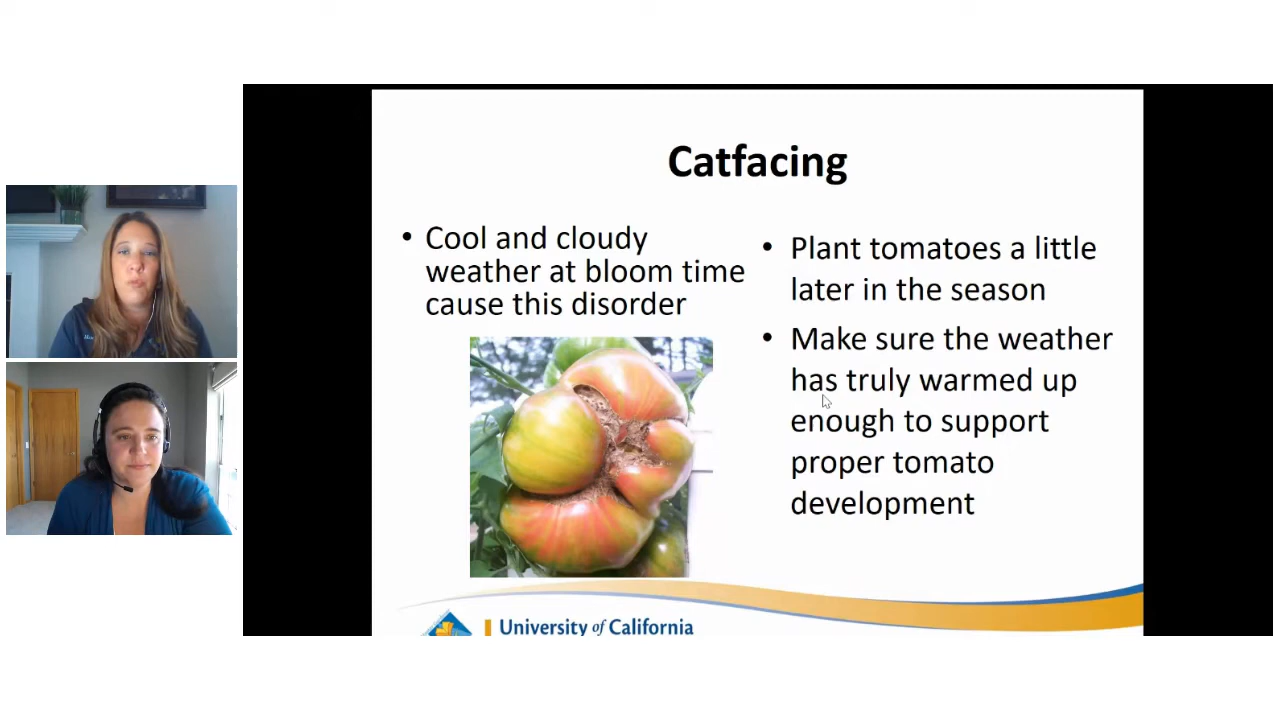 Catfacing
• Cool and cloudy
weather at bloom time
cause this disorder
• Plant tomatoes a little
later in the season
• Make sure the weather
has truly warmed up
enough to support
proper tomato
development
University of California